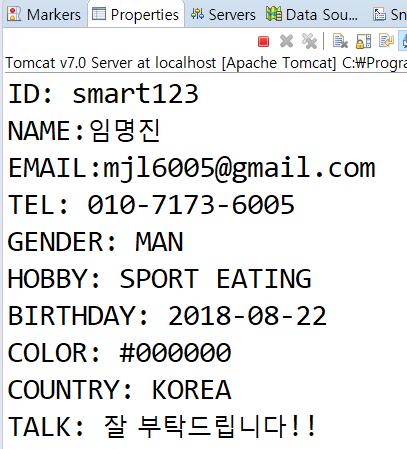 Markers Properties Servers Data Sou... Sn
Tomcat v7.0 Server at localhost [Apache Tomcat] C:₩Progra
ID: smart123
NAME:임명진
EMAIL:mjl6005@gmail.com
TEL: 010-7173-6005
GENDER: MAN
HOBBY: SPORT EATING
BIRTHDAY: 2018-08-22
COLOR: #000000
COUNTRY: KOREA
TALK: 잘 부탁드립니다!!